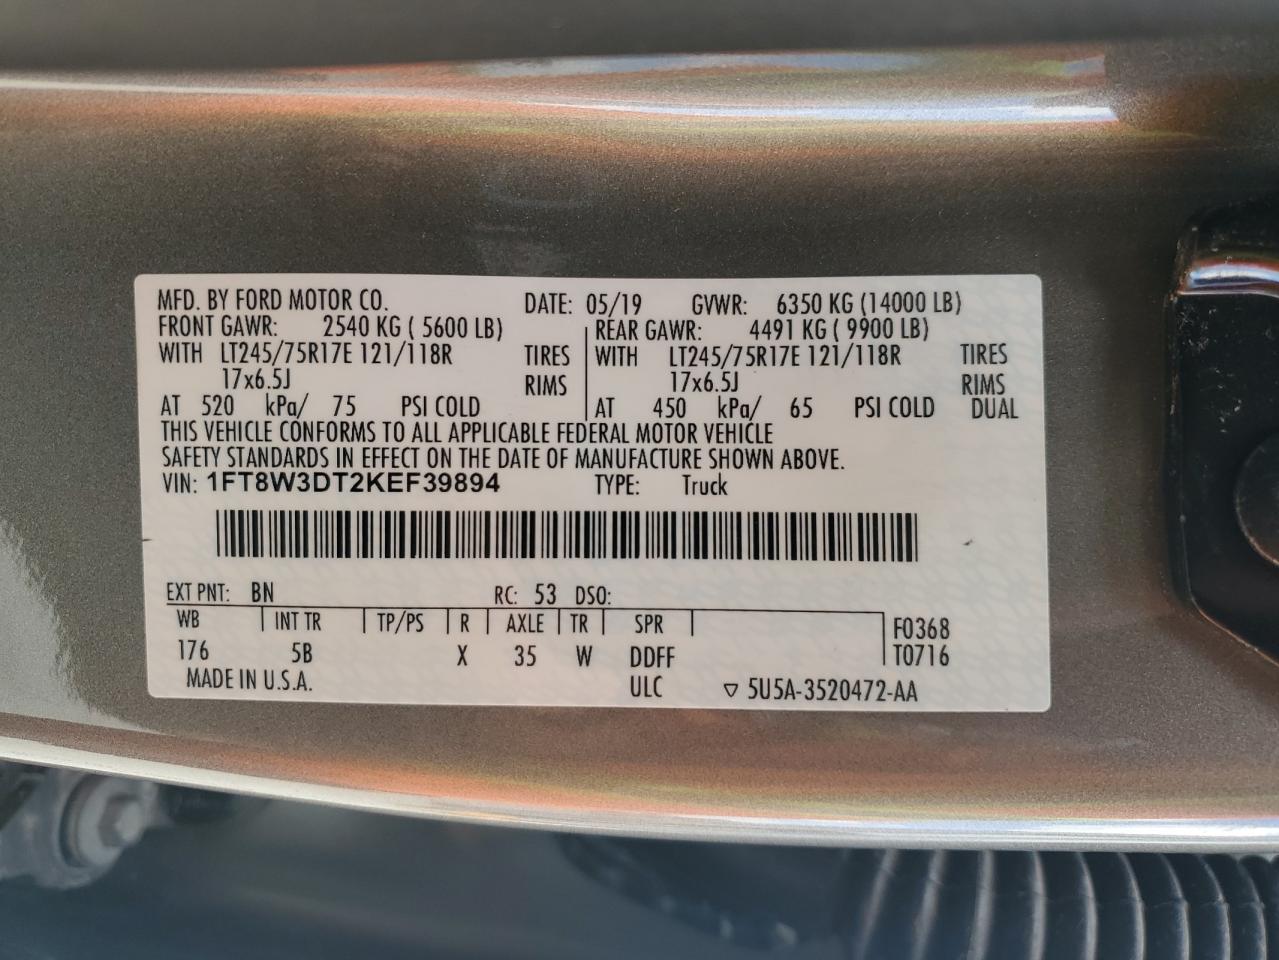 MFD. BY FORD MOTOR CO. DATE: 05/19 GVWR: 6350 KG (14000 LB)
FRONT GAWR: 2540 KG ( 5600 LB) REAR GAWR: 4491 KG ( 9900 LB)
WITH LT245/75R17E 121/118R TIRES WITH LT245/75R17E 121/118R TIRES
17x6.5J RIMS 17x6.5J RIMS
AT 520 kPa/ 75 PSI COLD AT 450 kPa/ 65 PSI COLD DUAL
THIS VEHICLE CONFORMS TO ALL APPLICABLE FEDERAL MOTOR VEHICLE
SAFETY STANDARDS IN EFFECT ON THE DATE OF MANUFACTURE SHOWN ABOVE.
VIN: 1FT8W3DT2KEF39894 TYPE: Truck
EXT PNT: BN RC: 53 DSO:
WB INT TR TP/PS R AXLE TR SPR F0368
176 5B X 35 W DDFF T0716
MADE IN U.S.A. ULC ▽ 5U5A-3520472-AA